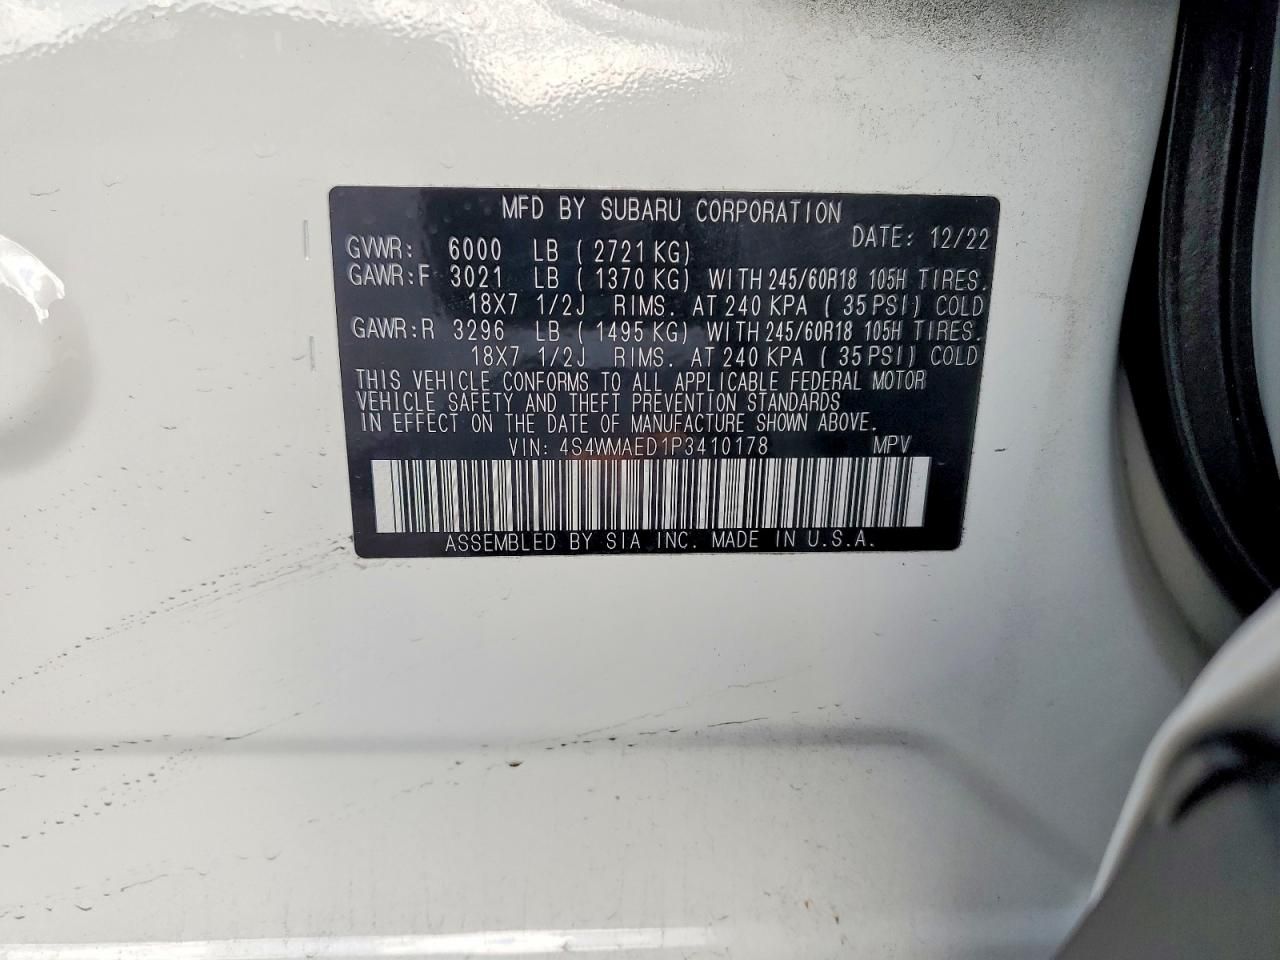 MFD BY SUBARU CORPORATION
DATE: 12/22
GVWR: 6000 LB ( 2721 KG)
GAWR:F 3021 LB ( 1370 KG) WITH 245/60R18 105H TIRES.
18X7 1/2J RIMS. AT 240 KPA ( 35 PSI) COLD
GAWR:R 3296 LB ( 1495 KG) WITH 245/60R18 105H TIRES.
18X7 1/2J RIMS. AT 240 KPA ( 35 PSI) COLD
THIS VEHICLE CONFORMS TO ALL APPLICABLE FEDERAL MOTOR
VEHICLE SAFETY AND THEFT PREVENTION STANDARDS
IN EFFECT ON THE DATE OF MANUFACTURE SHOWN ABOVE.
VIN: 4S4WMAED1P3410178 MPV
ASSEMBLED BY SIA INC. MADE IN U.S.A.